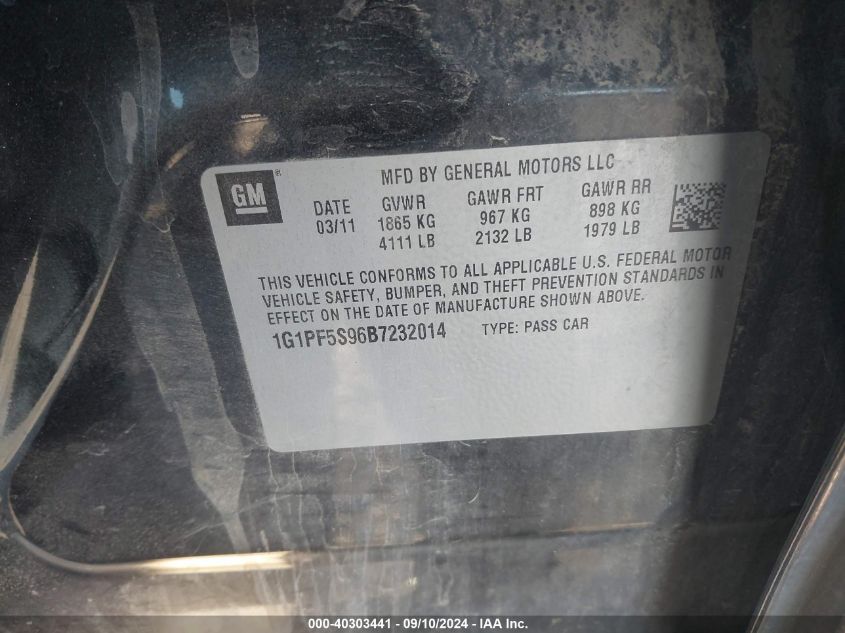 MFD BY GENERAL MOTORS LLC
GM®
DATE GVWR GAWR FRT GAWR RR
03/11 1865 KG 967 KG 898 KG
4111 LB 2132 LB 1979 LB
THIS VEHICLE CONFORMS TO ALL APPLICABLE U.S. FEDERAL MOTOR
VEHICLE SAFETY, BUMPER, AND THEFT PREVENTION STANDARDS IN
EFFECT ON THE DATE OF MANUFACTURE SHOWN ABOVE.
1G1PF5S96B7232014 TYPE: PASS CAR
000-40303441 - 09/10/2024 - IAA Inc.